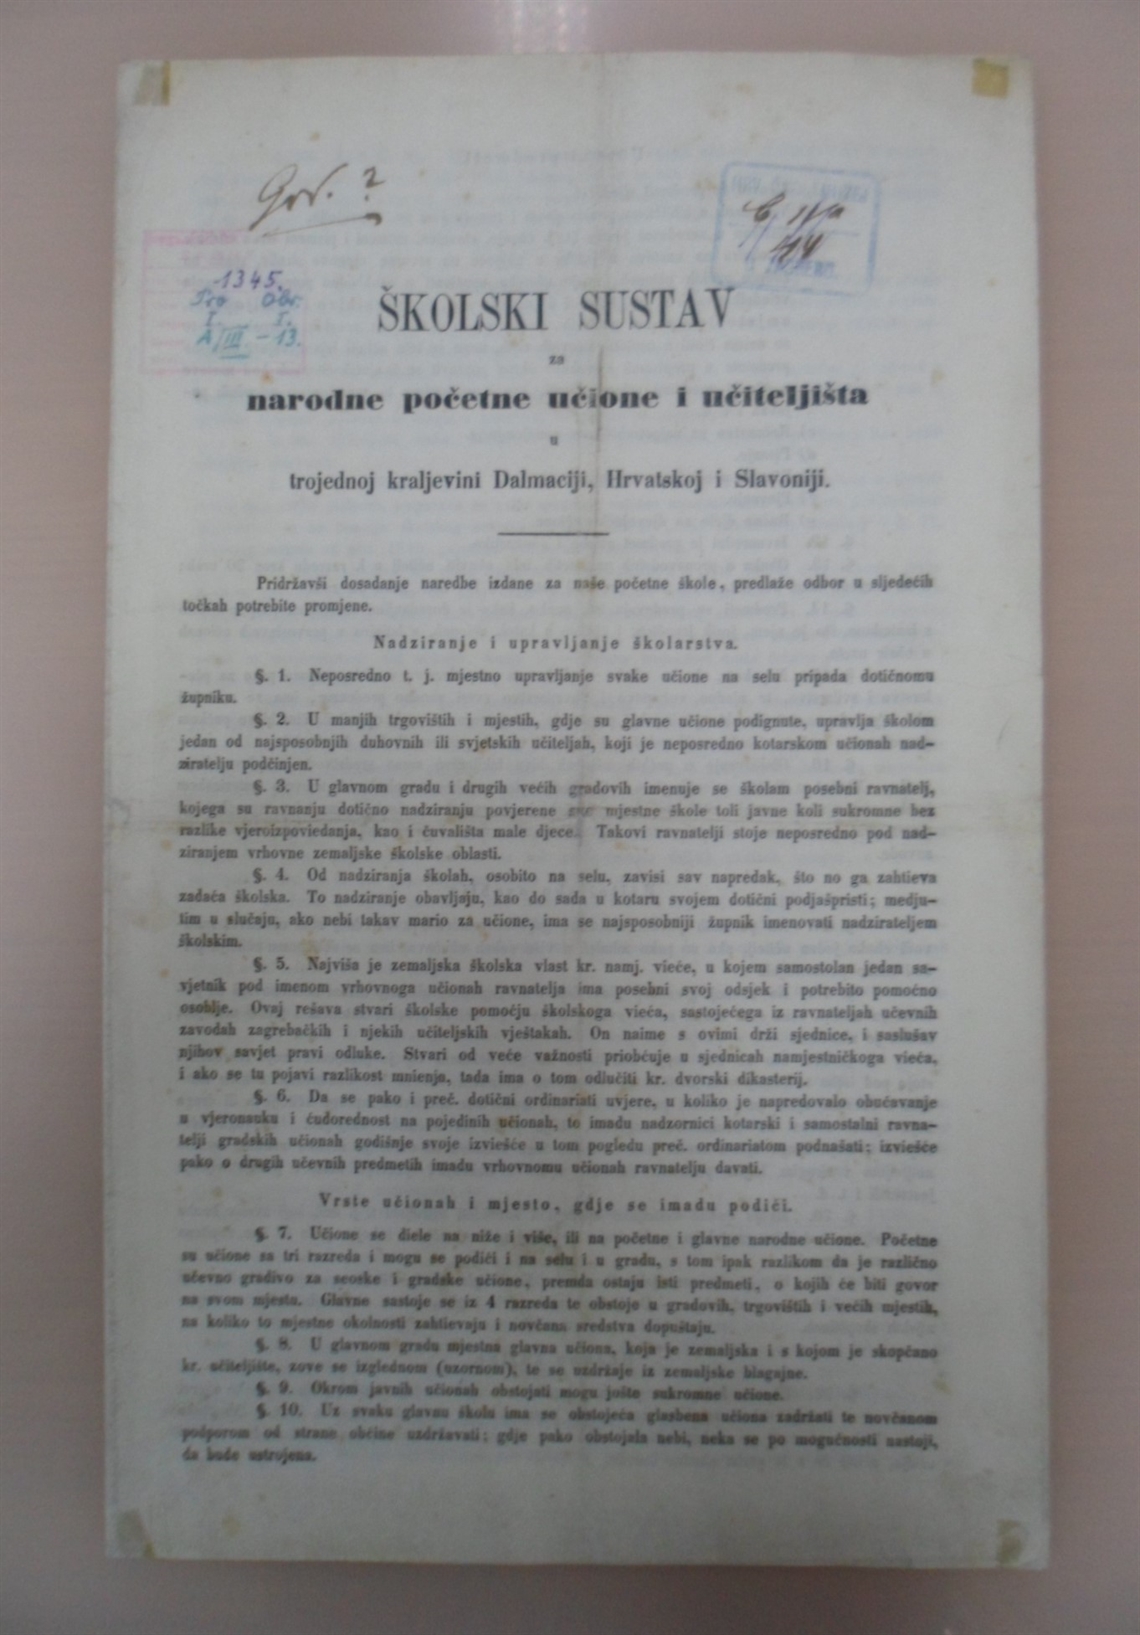 God. ?
1345.
Pro Obr.
I. I.
A/III - 13.
ŠKOLSKI SUSTAV
za
narodne početne učione i učiteljišta
u
trojednoj kraljevini Dalmaciji, Hrvatskoj i Slavoniji.
Pridržavši dosadanje naredbe izdane za naše početne škole, predlaže odbor u sljedećih
točkah potrebite promjene.
Nadziranje i upravljanje školarstva.
§. 1. Neposredno t. j. mjestno upravljanje svake učione na selu pripada dotičnomu
župniku.
§. 2. U manjih trgovištih i mjestih, gdje su glavne učione podignute, upravlja školom
jedan od najsposobnjih duhovnih ili svjetskih učiteljah, koji je neposredno kotarskom učionah nad-
ziratelju podčinjen.
§. 3. U glavnom gradu i drugih većih gradovih imenuje se školam posebni ravnatelj,
kojega su ravnanju dotično nadziranju povjerene sve mjestne škole toli javne koli sukromne bez
razlike vjeroizpoviedanja, kao i čuvališta male djece. Takovi ravnatelji stoje neposredno pod nad-
ziranjem vrhovne zemaljske školske oblasti.
§. 4. Od nadziranja školah, osobito na selu, zavisi sav napredak, što no ga zahtieva
zadaća školska. To nadziranje obavljaju, kao do sada u kotaru svojem dotični podjašpristi; medju-
tim u slučaju, ako nebi takav mario za učione, ima se najsposobniji župnik imenovati nadzirateljem
školskim.
§. 5. Najviša je zemaljska školska vlast kr. namj. vieće, u kojem samostolan jedan sa-
vjetnik pod imenom vrhovnoga učionah ravnatelja ima posebni svoj odsjek i potrebito pomoćno
osoblje. Ovaj rešava stvari školske pomoćju školskoga vieća, sastojećega iz ravnateljah učevnih
zavodah zagrebačkih i njekih učiteljskih vještakah. On naime s ovimi drži sjednice, i saslušav
njihov savjet pravi odluke. Stvari od veće važnosti priobćuje u sjednicah namjestničkoga vieća,
i ako se tu pojavi razlikost mnienja, tada ima o tom odlučiti kr. dvorski dikasterij.
§. 6. Da se pako i preč. dotični ordinariati uvjere, u koliko je napredovalo obućavanje
u vjeronauku i ćudorednost na pojedinih učionah, to imadu nadzornici kotarski i samostalni ravna-
telji gradskih učionah godišnje svoje izviešće u tom pogledu preč. ordinariatom podnašati; izviešće
pako o drugih učevnih predmetih imadu vrhovnomu učionah ravnatelju davati.
Vrste učionah i mjesto, gdje se imadu podići.
§. 7. Učione se diele na niže i više, ili na početne i glavne narodne učione. Početne
su učione sa tri razreda i mogu se podići i na selu i u gradu, s tom ipak razlikom da je različno
učevno gradivo za seoske i gradske učione, premda ostaju isti predmeti, o kojih će biti govor
na svom mjestu. Glavne sastoje se iz 4 razreda te obstoje u gradovih, trgovištih i većih mjestih,
na koliko to mjestne okolnosti zahtievaju i novčana sredstva dopuštaju.
§. 8. U glavnom gradu mjestna glavna učiona, koja je zemaljska i s kojom je skopčano
kr. učiteljište, zove se izglednom (uzornom), te se uzdržaje iz zemaljske blagajne.
§. 9. Okrom javnih učionah obstojati mogu jošte sukromne učione.
§. 10. Uz svaku glavnu školu ima se obstojeća glasbena učiona zadržati te novčanom
podporom od strane obćine uzdržavati; gdje pako obstojala nebi, neka se po mogućnosti nastoji,
da bude ustrojena.